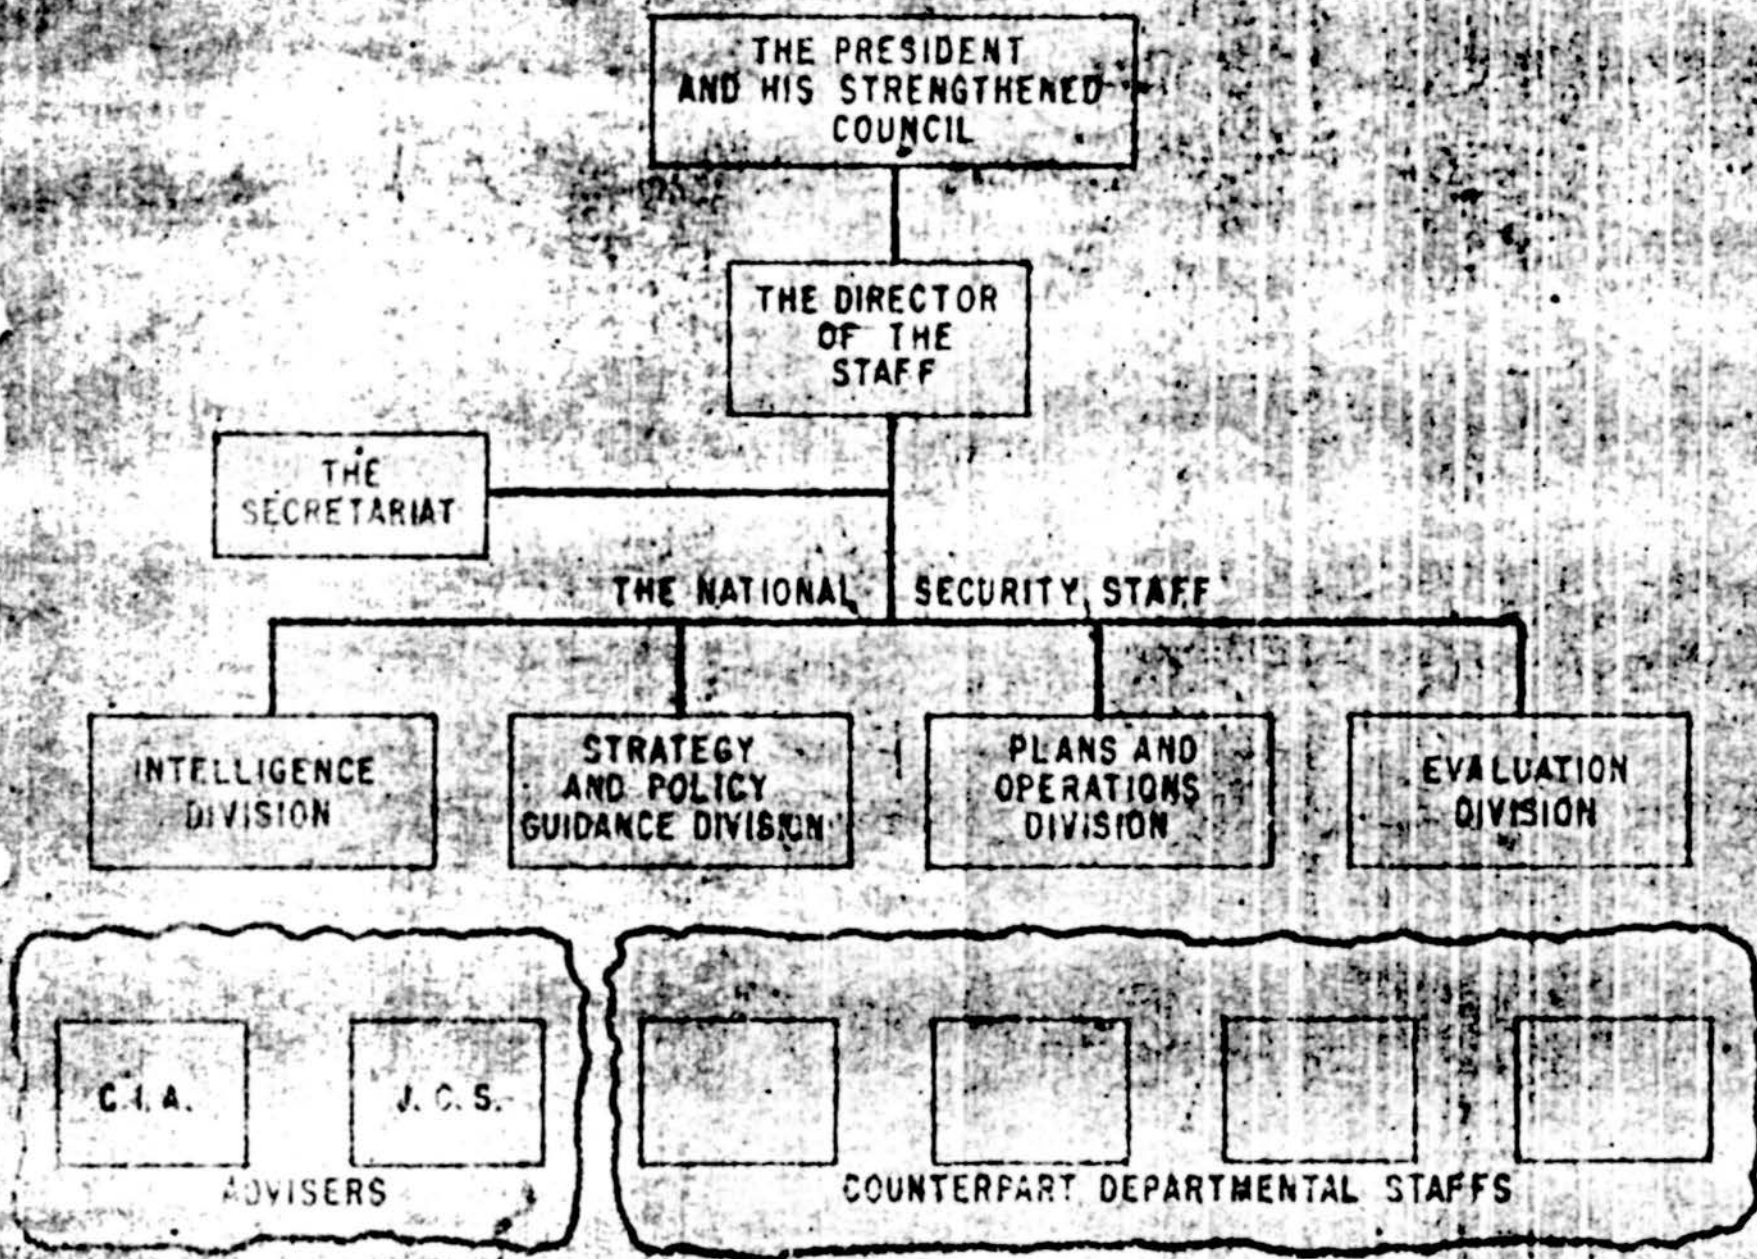 THE PRESIDENT
AND HIS STRENGTHENED
COUNCIL
THE DIRECTOR
OF THE
STAFF
THE
SECRETARIAT
THE NATIONAL SECURITY STAFF
INTELLIGENCE
DIVISION
STRATEGY
AND POLICY
GUIDANCE DIVISION
PLANS AND
OPERATIONS
DIVISION
EVALUATION
DIVISION
C.I.A.
J.C.S.
ADVISERS
COUNTERPART DEPARTMENTAL STAFFS